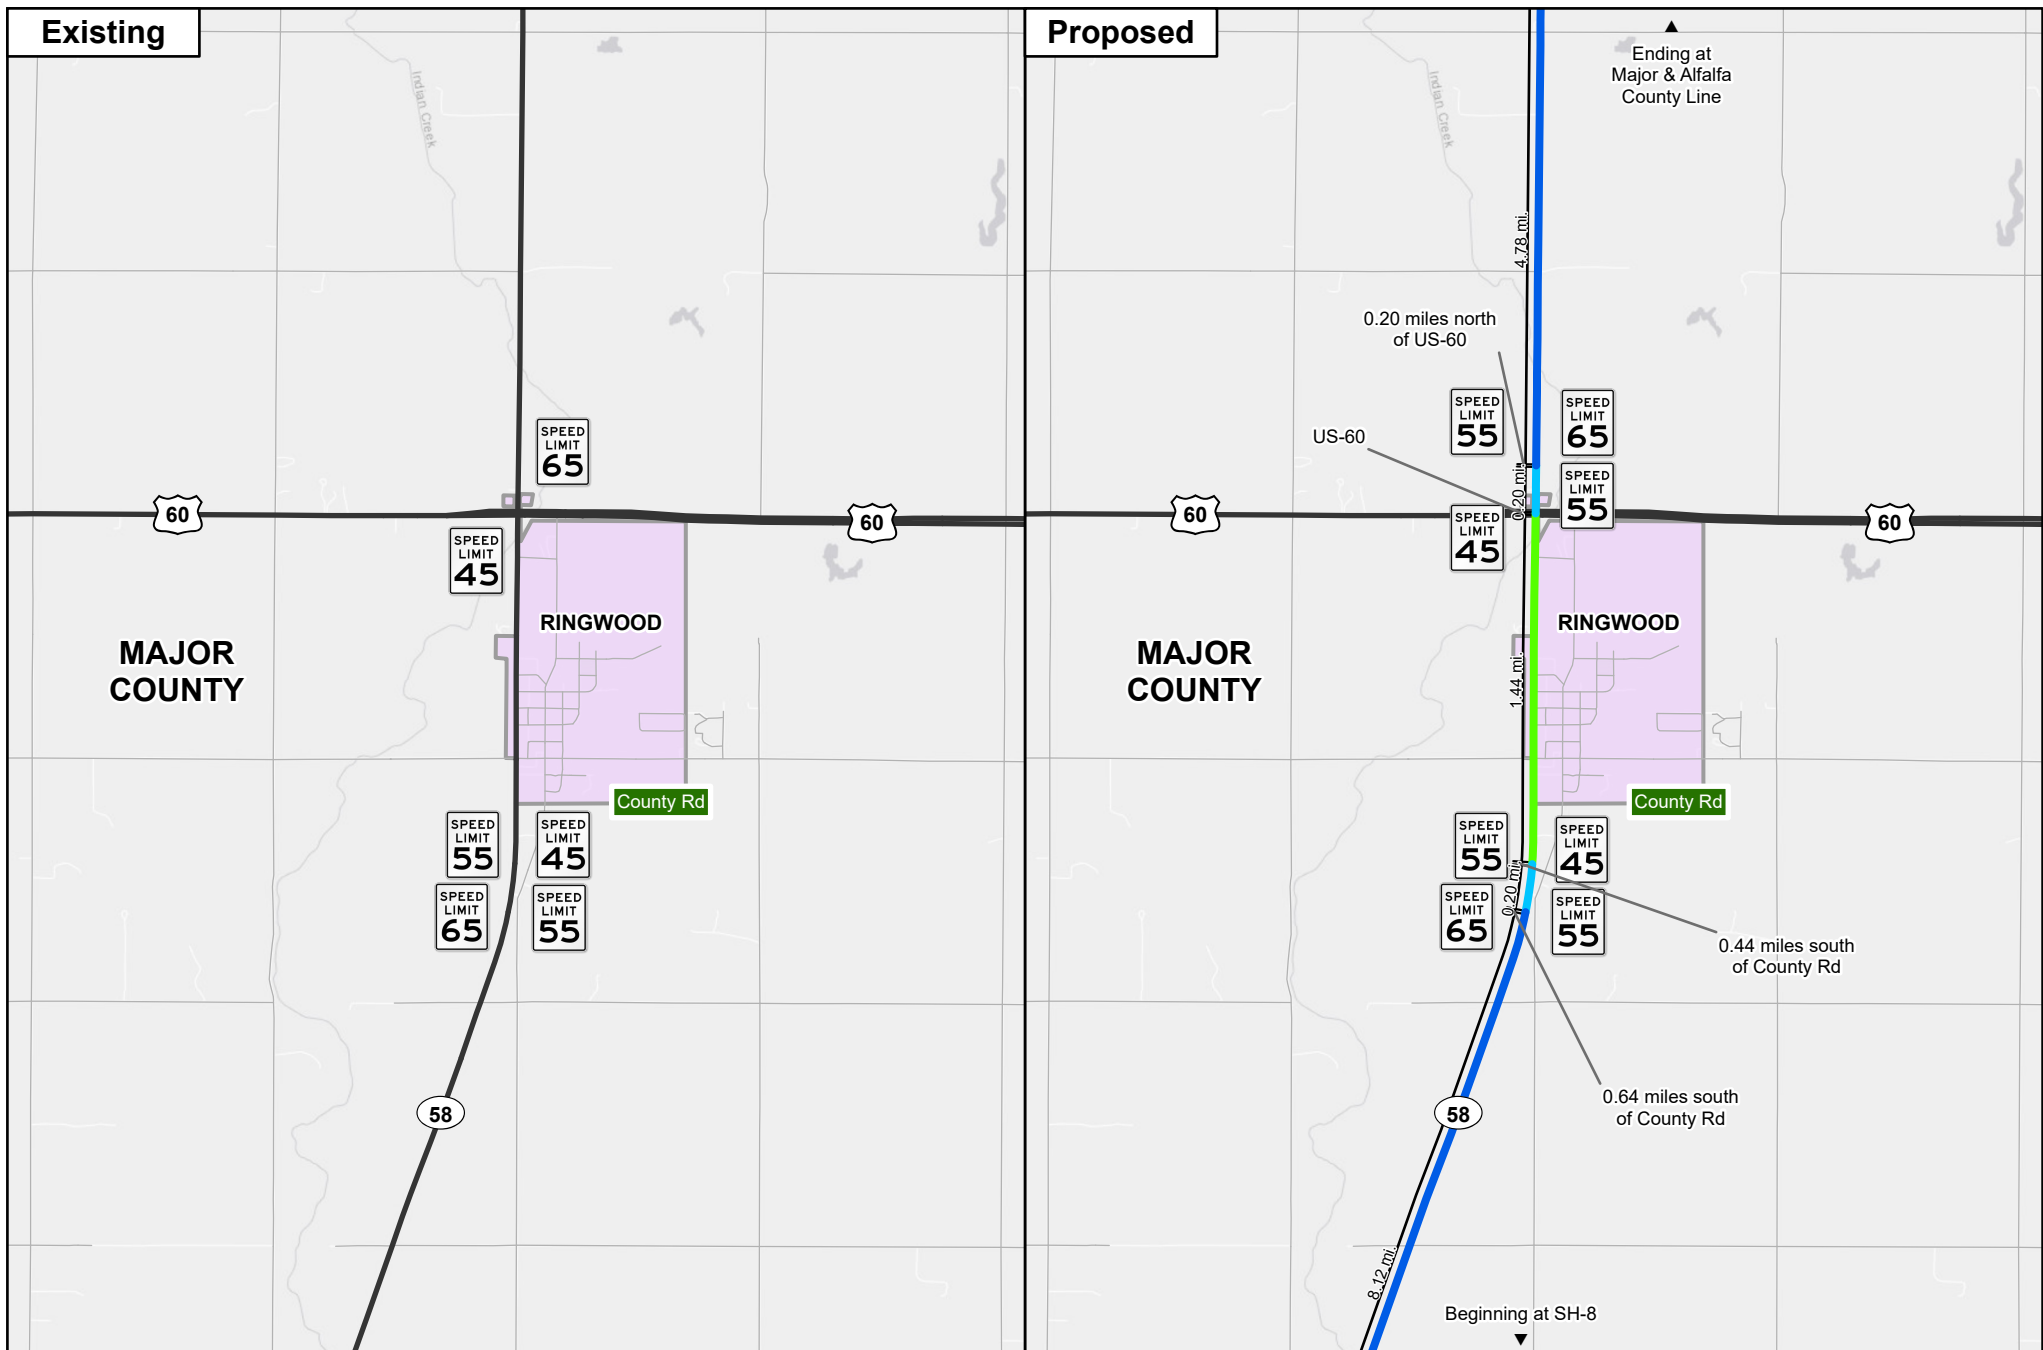 Existing
Indian Creek
SPEED
LIMIT
65
60
60
SPEED
LIMIT
45
RINGWOOD
MAJOR
COUNTY
County Rd
SPEED
LIMIT
55
SPEED
LIMIT
45
SPEED
LIMIT
65
SPEED
LIMIT
55
58
Proposed
Ending at
Major & Alfalfa
County Line
Indian Creek
4.78 mi.
0.20 miles north
of US-60
SPEED
LIMIT
55
SPEED
LIMIT
65
US-60
0.20 mi.
SPEED
LIMIT
55
60
60
SPEED
LIMIT
45
RINGWOOD
MAJOR
COUNTY
1.44 mi.
County Rd
SPEED
LIMIT
55
SPEED
LIMIT
45
0.20 mi.
SPEED
LIMIT
65
SPEED
LIMIT
55
0.44 miles south
of County Rd
0.64 miles south
of County Rd
58
8.12 mi.
Beginning at SH-8